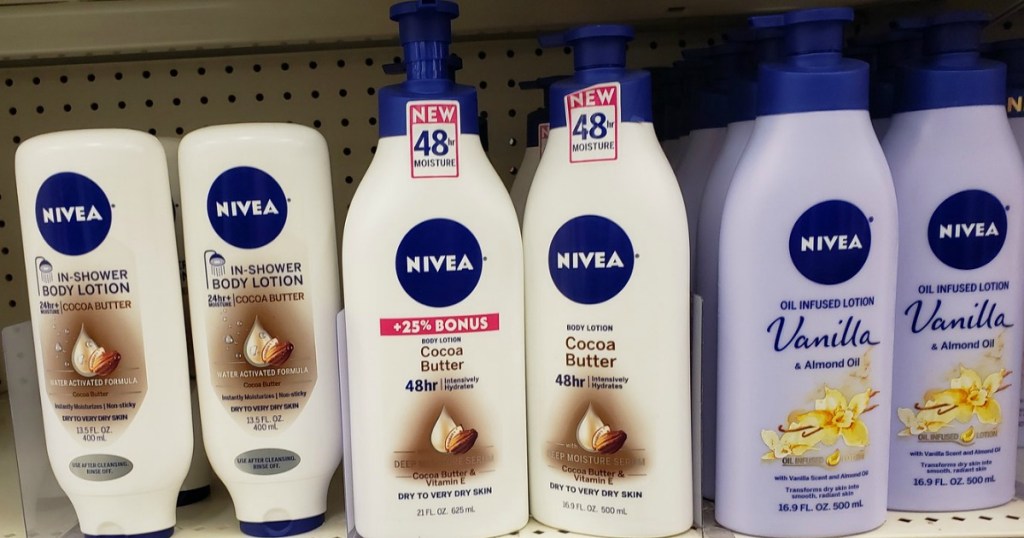 NIVEA
IN-SHOWER
BODY LOTION
24hr+
MOISTURE
COCOA BUTTER
WATER ACTIVATED FORMULA
Cocoa Butter
Instantly Moisturizes | Non-sticky
DRY TO VERY DRY SKIN
13.5 FL. OZ.
400 mL
USE AFTER CLEANSING.
RINSE OFF.
NIVEA
IN-SHOWER
BODY LOTION
24hr+
MOISTURE
COCOA BUTTER
WATER ACTIVATED FORMULA
Cocoa Butter
Instantly Moisturizes | Non-sticky
DRY TO VERY DRY SKIN
13.5 FL. OZ.
400 mL
USE AFTER CLEANSING.
RINSE OFF.
NEW
48hr
MOISTURE
NIVEA
+25% BONUS
BODY LOTION
Cocoa
Butter
48hr Intensively
Hydrates
DEEP MOISTURE SERUM
Cocoa Butter &
Vitamin E
DRY TO VERY DRY SKIN
21 FL. OZ. 625 mL
NEW
48hr
MOISTURE
NIVEA
BODY LOTION
Cocoa
Butter
48hr Intensively
Hydrates
with
DEEP MOISTURE SERUM
Cocoa Butter &
Vitamin E
DRY TO VERY DRY SKIN
16.9 FL. OZ. 500 mL
NIVEA
OIL INFUSED LOTION
Vanilla
& Almond Oil
OIL INFUSED LOTION
with Vanilla Scent and Almond Oil
Transforms dry skin into
smooth, radiant skin
16.9 FL. OZ. 500 mL
NIVEA
OIL INFUSED LOTION
Vanilla
& Almond Oil
OIL INFUSED LOTION
with Vanilla Scent and Almond Oil
Transforms dry skin into
smooth, radiant skin
16.9 FL. OZ. 500 mL